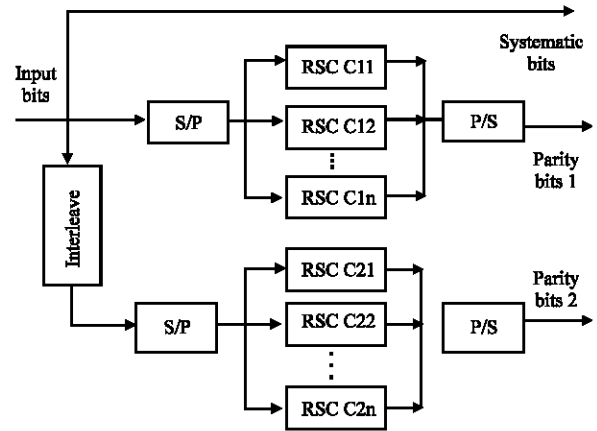 Systematic
bits
Input
bits
RSC C11
S/P
RSC C12
P/S
Parity
bits 1
RSC C1n
Interleave
RSC C21
Parity
bits 2
S/P
RSC C22
P/S
RSC C2n